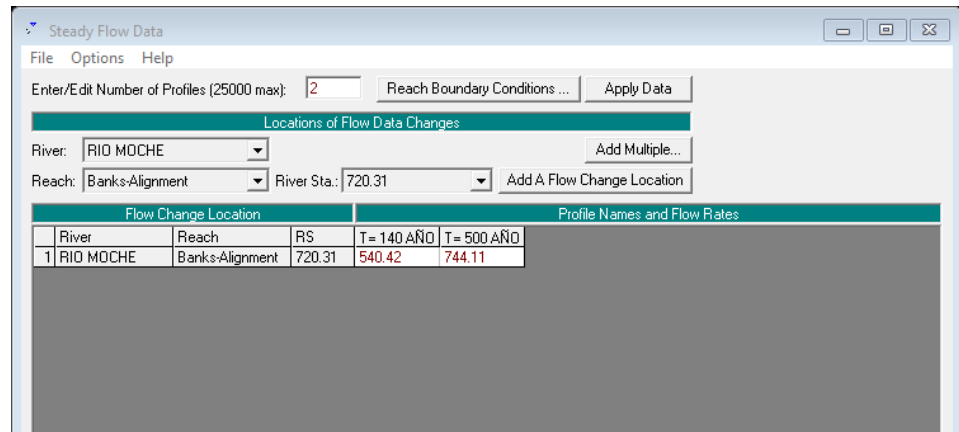 Steady Flow Data
File Options Help
Enter/Edit Number of Profiles (25000 max): 2 Reach Boundary Conditions ... Apply Data
Locations of Flow Data Changes
River: RIO MOCHE Add Multiple...
Reach: Banks-Alignment River Sta.: 720.31 Add A Flow Change Location
Flow Change Location Profile Names and Flow Rates
River Reach RS T= 140 AÑO T= 500 AÑO
1 RIO MOCHE Banks-Alignment 720.31 540.42 744.11